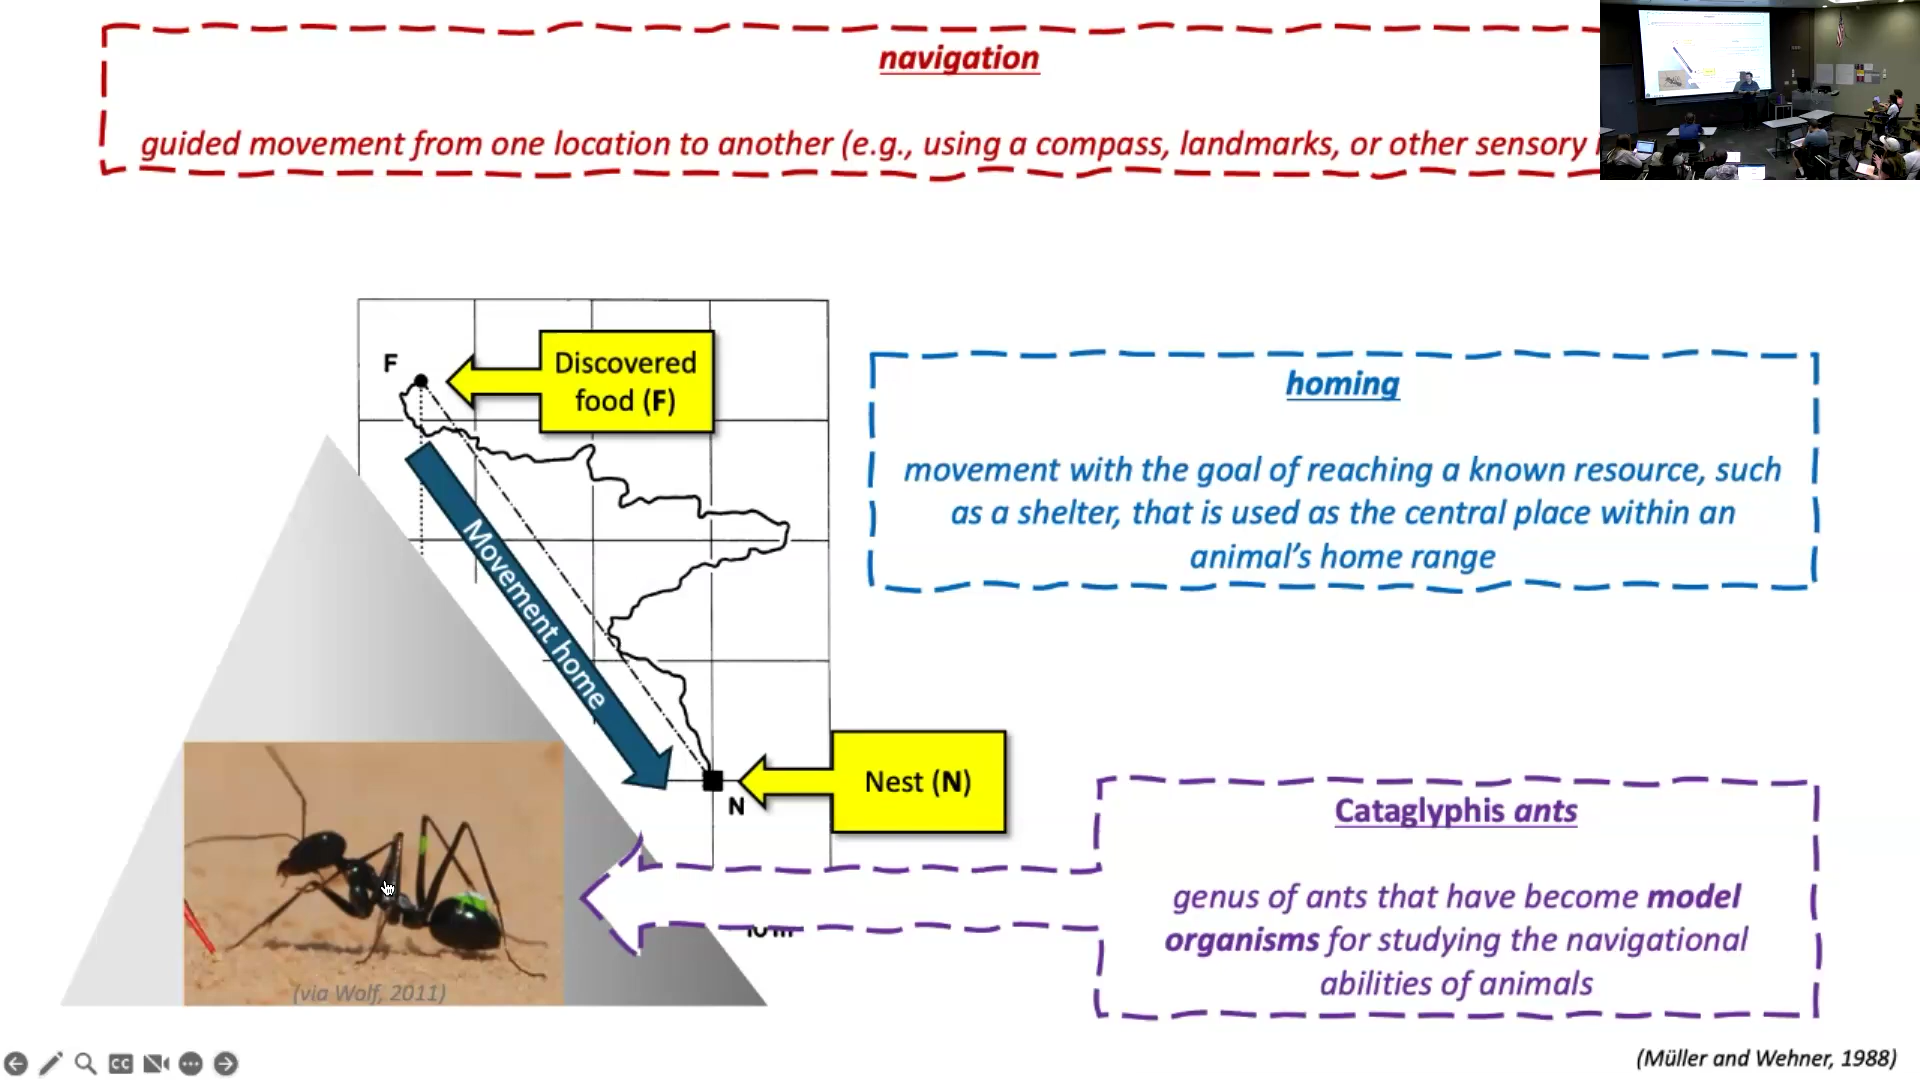 navigation
guided movement from one location to another (e.g., using a compass, landmarks, or other sensory
F
Discovered
food (F)
homing
movement with the goal of reaching a known resource, such
as a shelter, that is used as the central place within an
animal's home range
Movement home
Nest (N)
N
Cataglyphis ants
genus of ants that have become model
organisms for studying the navigational
abilities of animals
10 m
(via Wolf, 2011)
CC
(Müller and Wehner, 1988)